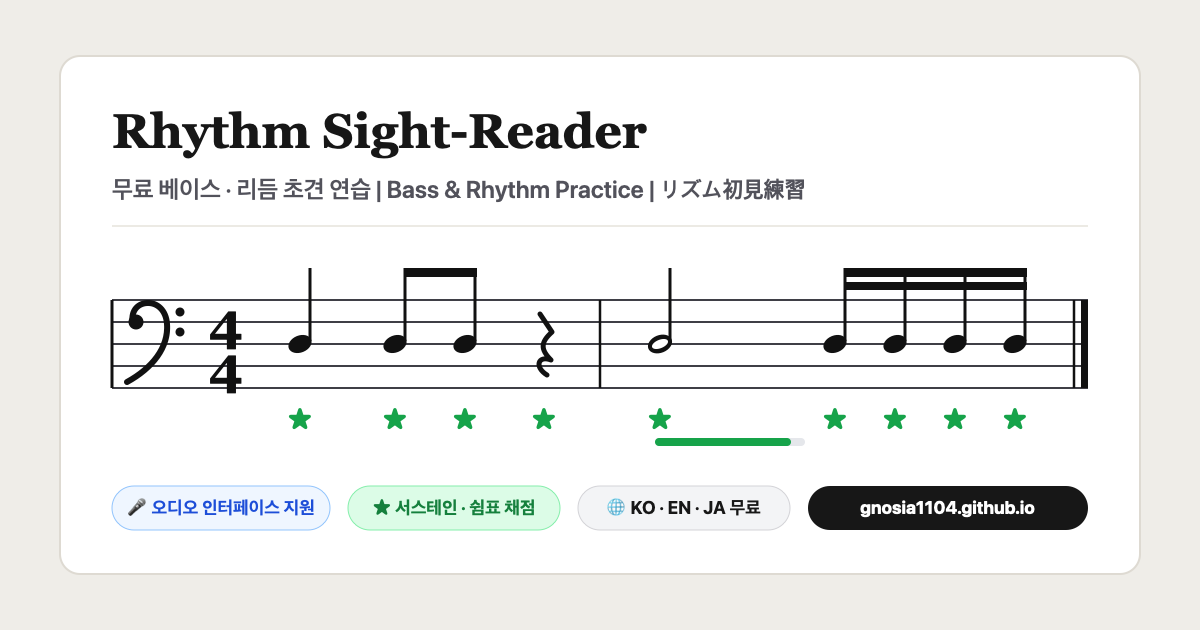 Rhythm Sight-Reader
무료 베이스 · 리듬 초견 연습 | Bass & Rhythm Practice | リズム初見練習
4
4
🎤 오디오 인터페이스 지원
★ 서스테인 · 쉼표 채점
🌐 KO · EN · JA 무료
gnosia1104.github.io